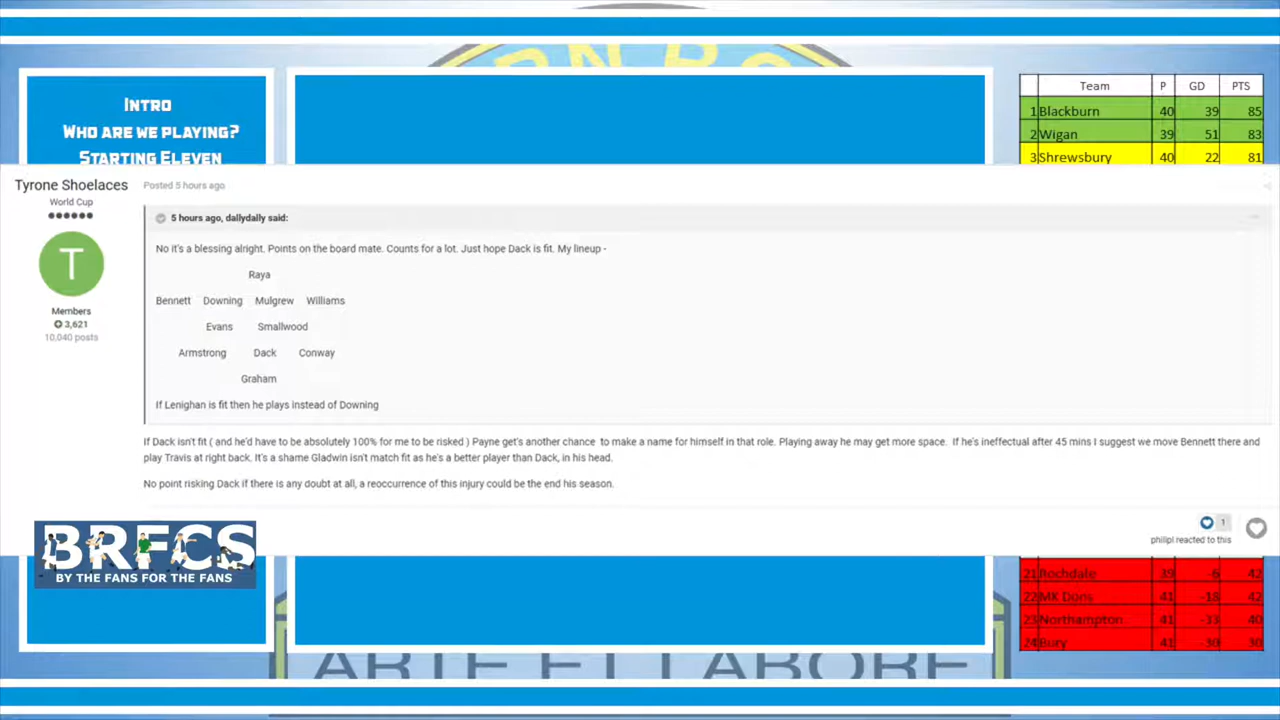 INTRO
WHO ARE WE PLAYING?
STARTING ELEVEN
Team P GD PTS
1 Blackburn 40 39 85
2 Wigan 39 51 83
3 Shrewsbury 40 22 81
Tyrone Shoelaces
World Cup
T
Members
3,621
10,040 posts
Posted 5 hours ago
5 hours ago, dallydally said:
No it's a blessing alright. Points on the board mate. Counts for a lot. Just hope Dack is fit. My lineup -
Raya
Bennett Downing Mulgrew Williams
Evans Smallwood
Armstrong Dack Conway
Graham
If Lenighan is fit then he plays instead of Downing
If Dack isn't fit ( and he'd have to be absolutely 100% for me to be risked ) Payne get's another chance to make a name for himself in that role. Playing away he may get more space. If he's ineffectual after 45 mins I suggest we move Bennett there and
play Travis at right back. It's a shame Gladwin isn't match fit as he's a better player than Dack, in his head.
No point risking Dack if there is any doubt at all, a reoccurrence of this injury could be the end his season.
1
philipl reacted to this
BRFCS
BY THE FANS FOR THE FANS
21 Rochdale 39 -6 42
22 MK Dons 41 -18 42
23 Northampton 41 -33 40
24 Bury 41 -30 30
ARTE ET LABORE